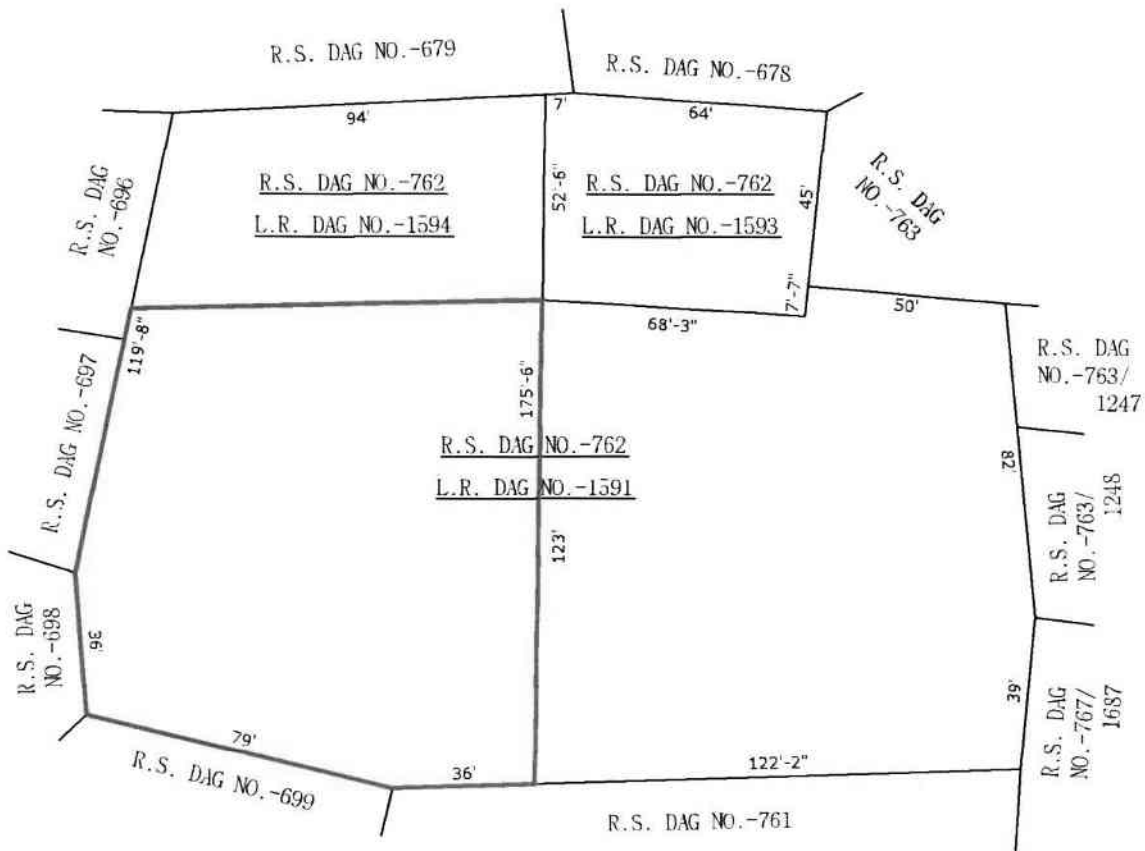 R.S. DAG NO.-679
R.S. DAG NO.-678
94'
7'
64'
R.S. DAG
NO.-696
R.S. DAG NO.-762
L.R. DAG NO.-1594
52'-6"
R.S. DAG NO.-762
L.R. DAG NO.-1593
45'
R.S. DAG
NO.-763
7'-7"
68'-3"
50'
119'-8"
175'-6"
R.S. DAG
NO.-763/
1247
R.S. DAG NO.-697
R.S. DAG NO.-762
L.R. DAG NO.-1591
82'
R.S. DAG
NO.-763/
1248
123'
R.S. DAG
NO.-698
36'
39'
R.S. DAG
NO.-767/
1687
79'
R.S. DAG NO.-699
36'
122'-2"
R.S. DAG NO.-761